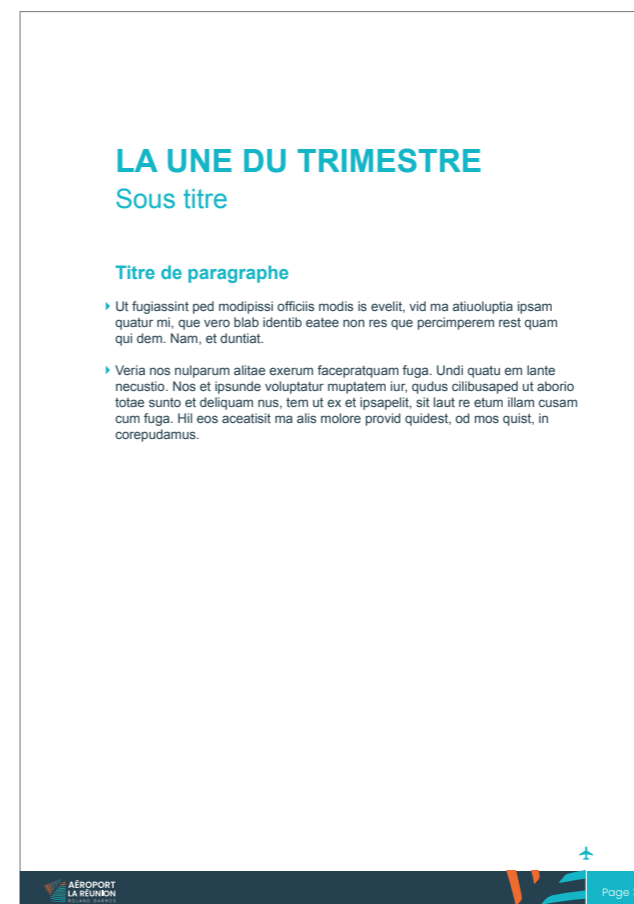 LA UNE DU TRIMESTRE
Sous titre
Titre de paragraphe
Ut fugiassint ped modipissi officiis modis is evelit, vid ma atiuoluptia ipsam
quatur mi, que vero blab identib eatee non res que percimperem rest quam
qui dem. Nam, et duntiat.
Veria nos nulparum alitae exerum facepratquam fuga. Undi quatu em lante
necustio. Nos et ipsunde voluptatur muptatem iur, qudus cilibusaped ut aborio
totae sunto et deliquam nus, tem ut ex et ipsapelit, sit laut re etum illam cusam
cum fuga. Hil eos aceatisit ma alis molore provid quidest, od mos quist, in
corepudamus.
AÉROPORT
LA RÉUNION
ROLAND GARROS
Page